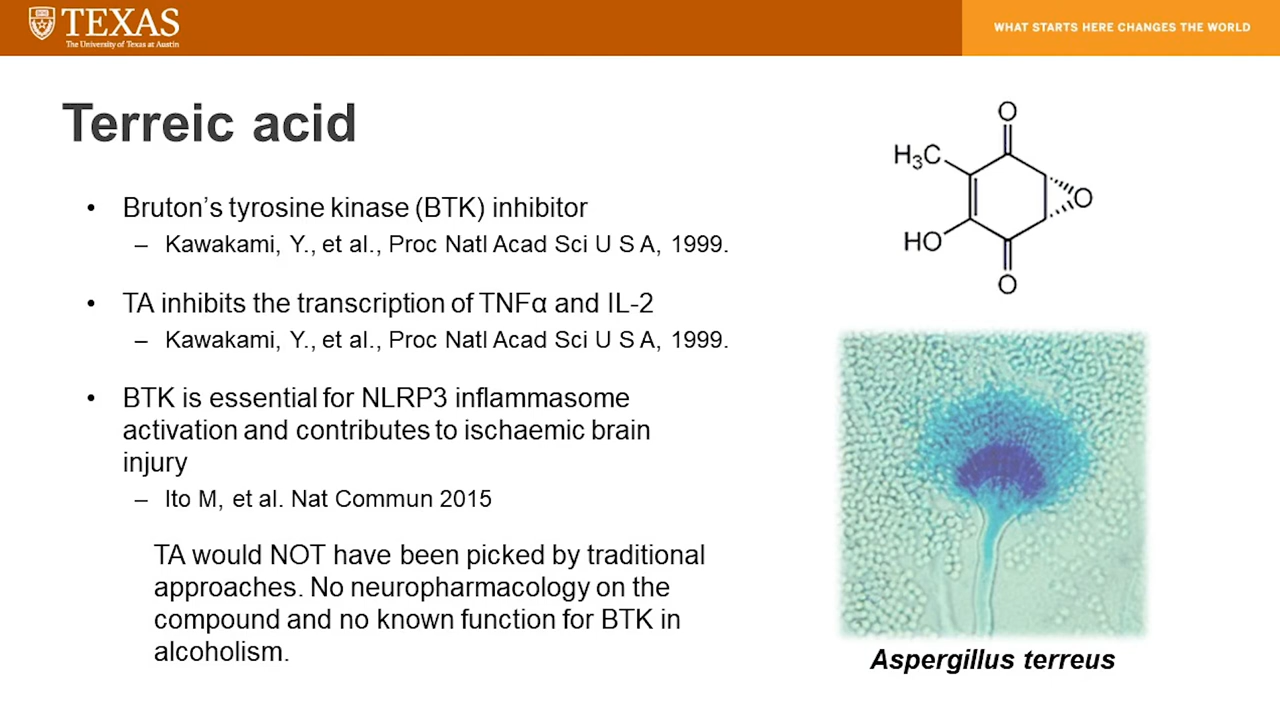 TEXAS
The University of Texas at Austin
WHAT STARTS HERE CHANGES THE WORLD
Terreic acid
• Bruton’s tyrosine kinase (BTK) inhibitor
– Kawakami, Y., et al., Proc Natl Acad Sci U S A, 1999.
• TA inhibits the transcription of TNFα and IL-2
– Kawakami, Y., et al., Proc Natl Acad Sci U S A, 1999.
• BTK is essential for NLRP3 inflammasome
activation and contributes to ischaemic brain
injury
– Ito M, et al. Nat Commun 2015
TA would NOT have been picked by traditional
approaches. No neuropharmacology on the
compound and no known function for BTK in
alcoholism.
O
H₃C
O
HO
O
Aspergillus terreus